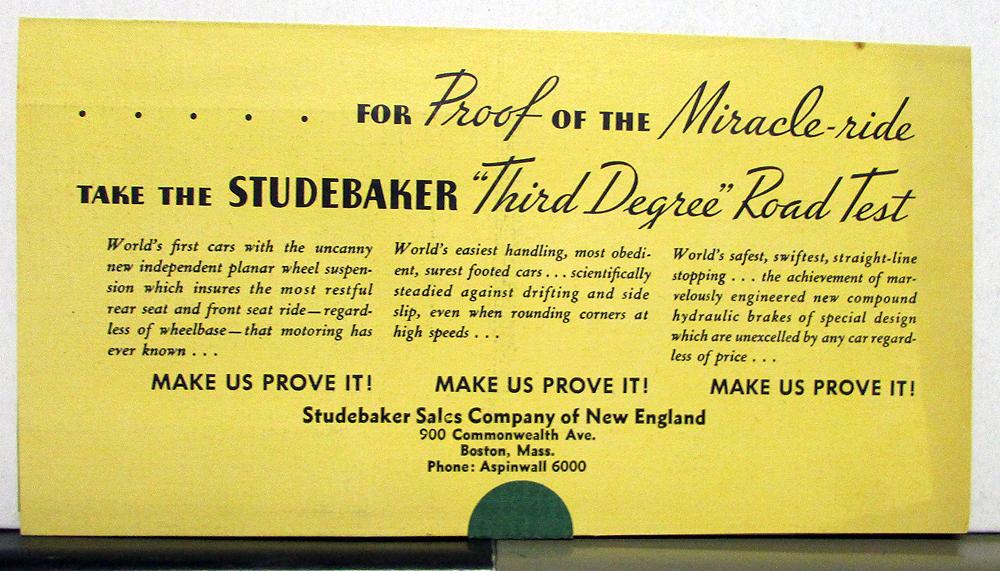 . . . . . FOR Proof OF THE Miracle-ride
TAKE THE STUDEBAKER "Third Degree" Road Test
World's first cars with the uncanny
new independent planar wheel suspen-
sion which insures the most restful
rear seat and front seat ride—regard-
less of wheelbase—that motoring has
ever known . . .
MAKE US PROVE IT!
World's easiest handling, most obedi-
ent, surest footed cars . . . scientifically
steadied against drifting and side
slip, even when rounding corners at
high speeds . . .
MAKE US PROVE IT!
World's safest, swiftest, straight-line
stopping . . . the achievement of mar-
velously engineered new compound
hydraulic brakes of special design
which are unexcelled by any car regard-
less of price . . .
MAKE US PROVE IT!
Studebaker Sales Company of New England
900 Commonwealth Ave.
Boston, Mass.
Phone: Aspinwall 6000